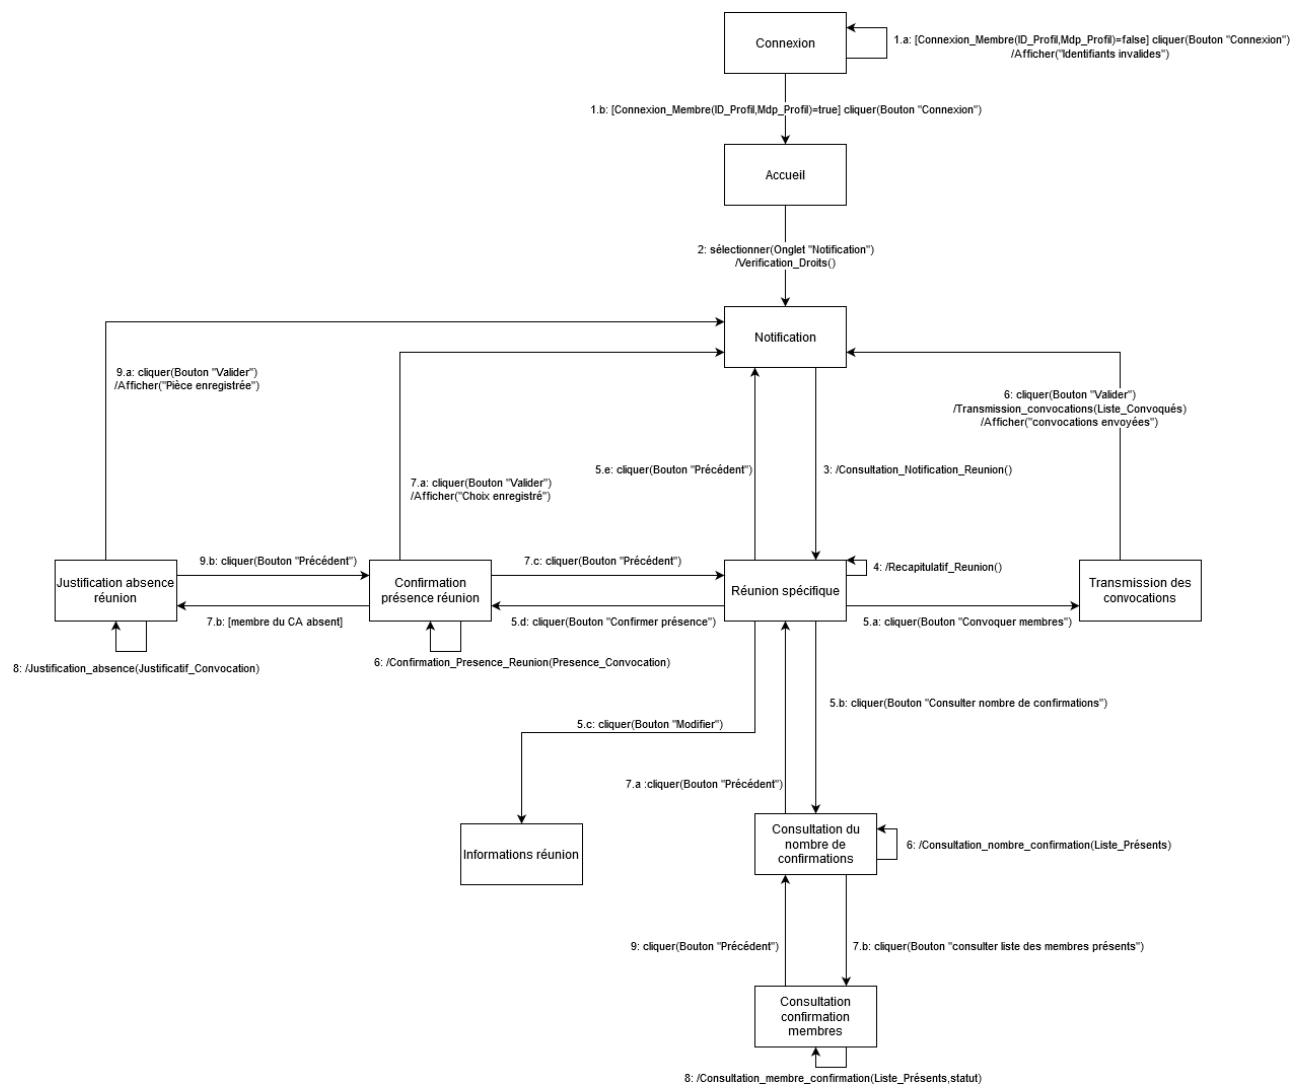 Connexion
1.a: [Connexion_Membre(ID_Profil,Mdp_Profil)=false] cliquer(Bouton "Connexion")
/Afficher("Identifiants invalides")
1.b: [Connexion_Membre(ID_Profil,Mdp_Profil)=true] cliquer(Bouton "Connexion")
Accueil
2: sélectionner(Onglet "Notification")
/Verification_Droits()
Notification
9.a: cliquer(Bouton "Valider")
/Afficher("Pièce enregistrée")
6: cliquer(Bouton "Valider")
/Transmission_convocations(Liste_Convoqués)
/Afficher("convocations envoyées")
7.a: cliquer(Bouton "Valider")
/Afficher("Choix enregistré")
5.e: cliquer(Bouton "Précédent")
3: /Consultation_Notification_Reunion()
9.b: cliquer(Bouton "Précédent")
7.c: cliquer(Bouton "Précédent")
4: /Recapitulatif_Reunion()
Justification absence
réunion
Confirmation
présence réunion
Réunion spécifique
Transmission des
convocations
7.b: [membre du CA absent]
5.d: cliquer(Bouton "Confirmer présence")
5.a: cliquer(Bouton "Convoquer membres")
8: /Justification_absence(Justificatif_Convocation)
6: /Confirmation_Presence_Reunion(Presence_Convocation)
5.b: cliquer(Bouton "Consulter nombre de confirmations")
5.c: cliquer(Bouton "Modifier")
7.a :cliquer(Bouton "Précédent")
Informations réunion
Consultation du
nombre de
confirmations
6: /Consultation_nombre_confirmation(Liste_Présents)
9: cliquer(Bouton "Précédent")
7.b: cliquer(Bouton "consulter liste des membres présents")
Consultation
confirmation
membres
8: /Consultation_membre_confirmation(Liste_Présents,statut)